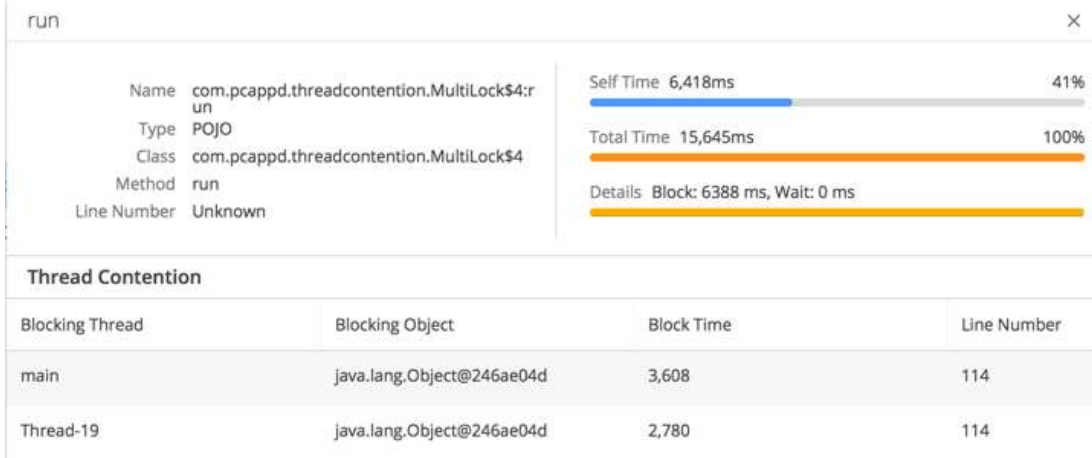 run ×
Name com.pcappd.threadcontention.MultiLock$4:r
un
Type POJO
Class com.pcappd.threadcontention.MultiLock$4
Method run
Line Number Unknown
Self Time 6,418ms 41%
Total Time 15,645ms 100%
Details Block: 6388 ms, Wait: 0 ms
Thread Contention
Blocking Thread Blocking Object Block Time Line Number
main java.lang.Object@246ae04d 3,608 114
Thread-19 java.lang.Object@246ae04d 2,780 114